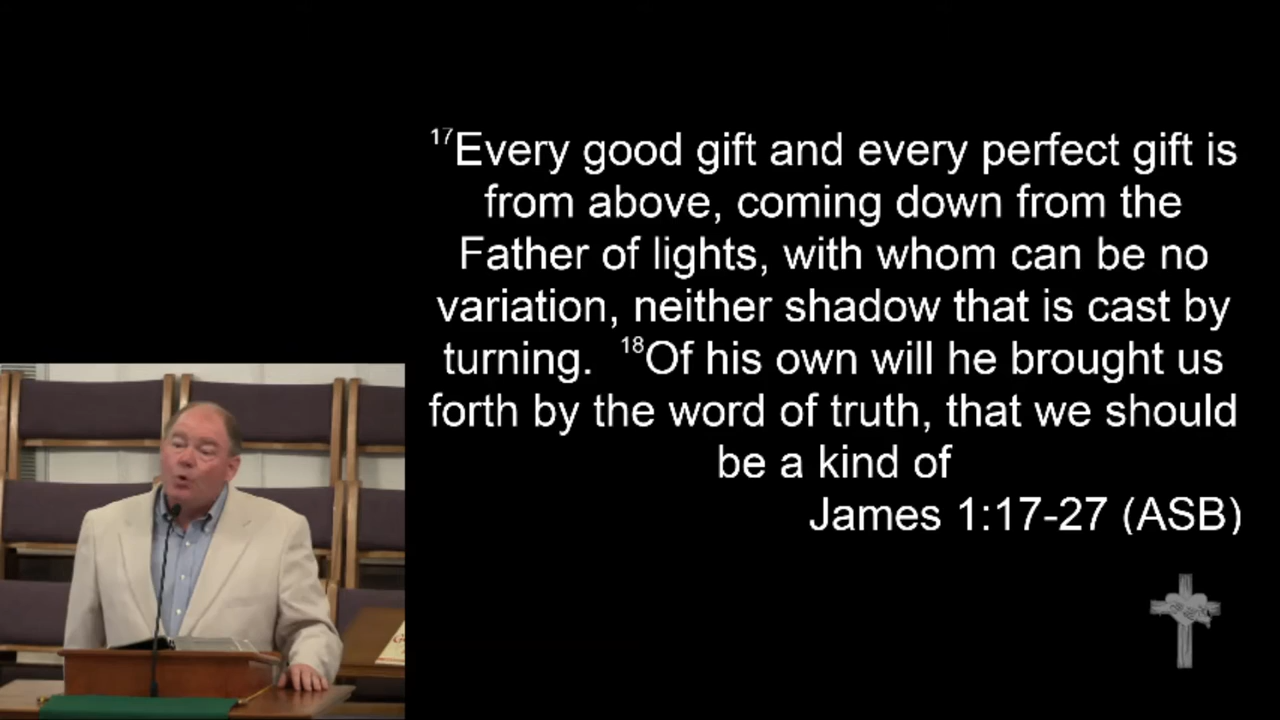 ¹⁷Every good gift and every perfect gift is
from above, coming down from the
Father of lights, with whom can be no
variation, neither shadow that is cast by
turning. ¹⁸Of his own will he brought us
forth by the word of truth, that we should
be a kind of
James 1:17-27 (ASB)